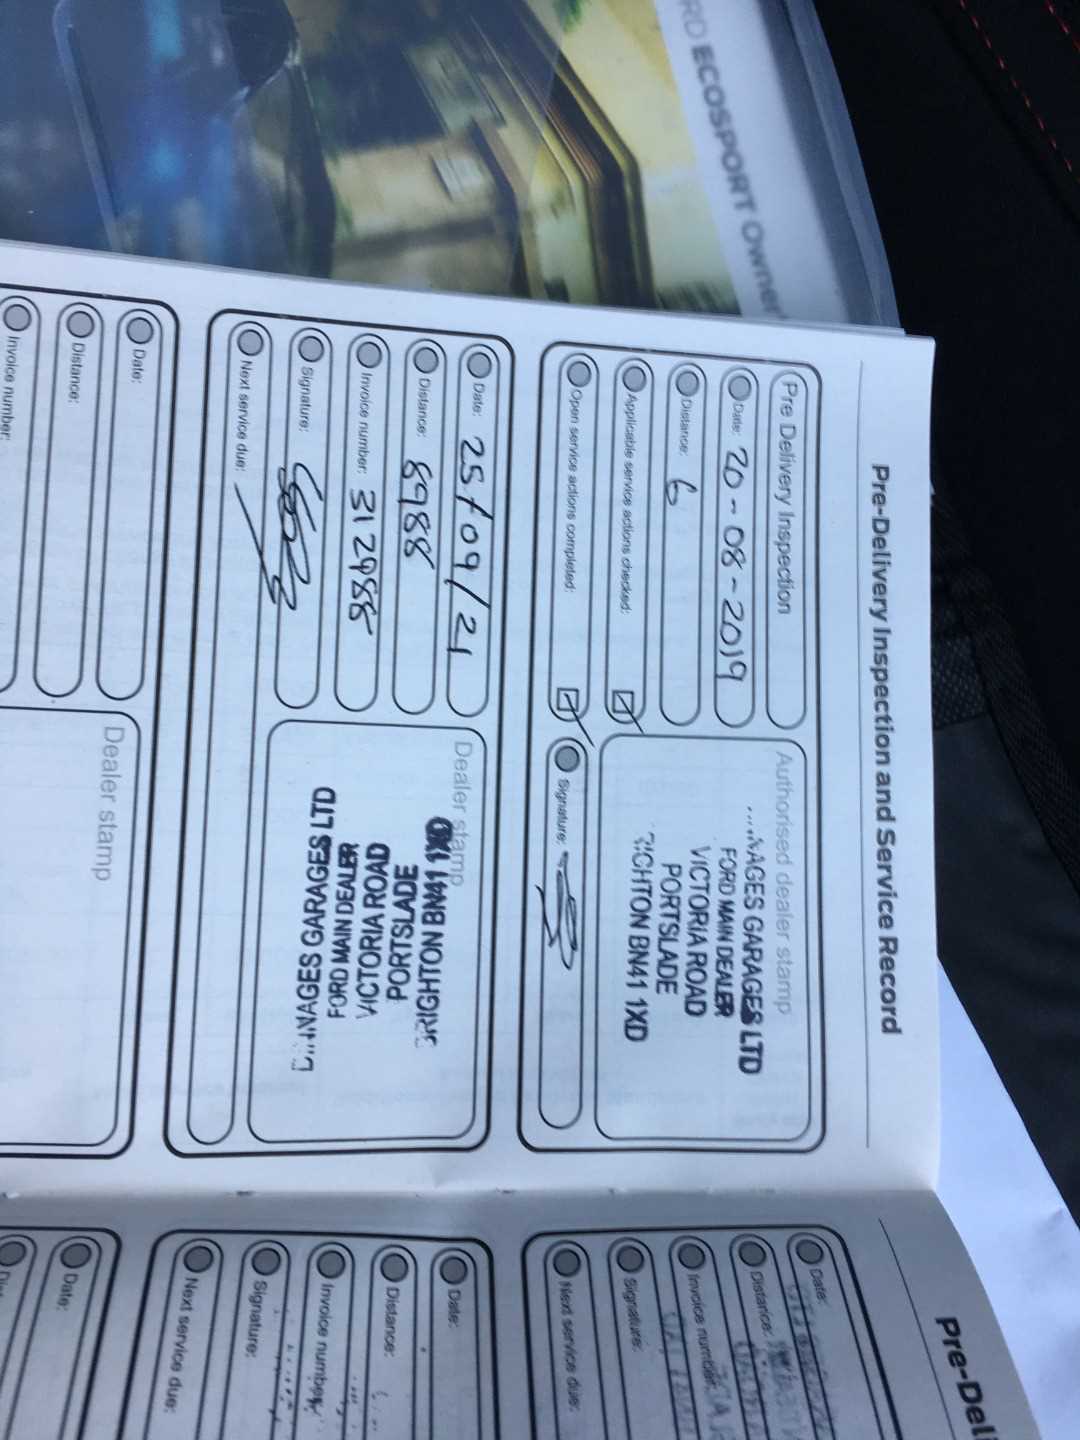 ECOSPORT Owner
Pre-Delivery Inspection and Service Record
Pre Delivery Inspection
Date: 20-08-2019
Distance: 6
Applicable service actions checked:
Open service actions completed:
Authorised dealer stamp
GARAGES LTD
FORD MAIN DEALER
VICTORIA ROAD
PORTSLADE
BN41 1XD
Signature:
Date: 25/09/21
Distance: 8988
Invoice number: 312988
Signature:
Next service due:
Dealer stamp
GARAGES LTD
FORD MAIN DEALER
VICTORIA ROAD
PORTSLADE
BRIGHTON BN41 1XD
Date:
Distance:
Invoice number:
Dealer stamp
Date:
Distance:
Invoice number:
Signature:
Next service due:
Date:
Distance:
Invoice number:
Signature:
Next service due:
Date: